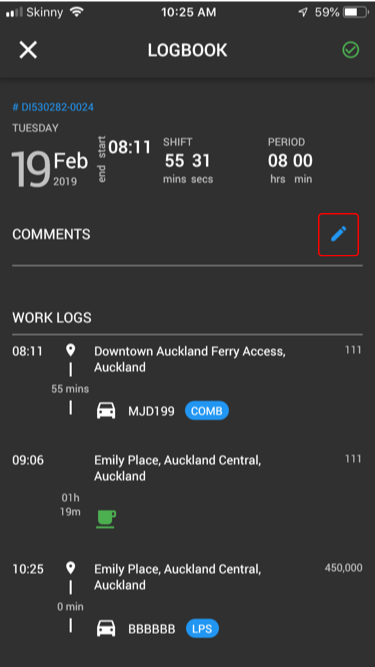 Skinny 10:25 AM 59%
LOGBOOK
# DI530282-0024
TUESDAY
19 Feb 2019
start 08:11
end
SHIFT
55 31
mins secs
PERIOD
08 00
hrs min
COMMENTS
WORK LOGS
08:11 Downtown Auckland Ferry Access, 111
Auckland
55 mins
MJD199 COMB
09:06 Emily Place, Auckland Central, 111
Auckland
01h
19m
10:25 Emily Place, Auckland Central, 450,000
Auckland
0 min
BBBBBB LPS